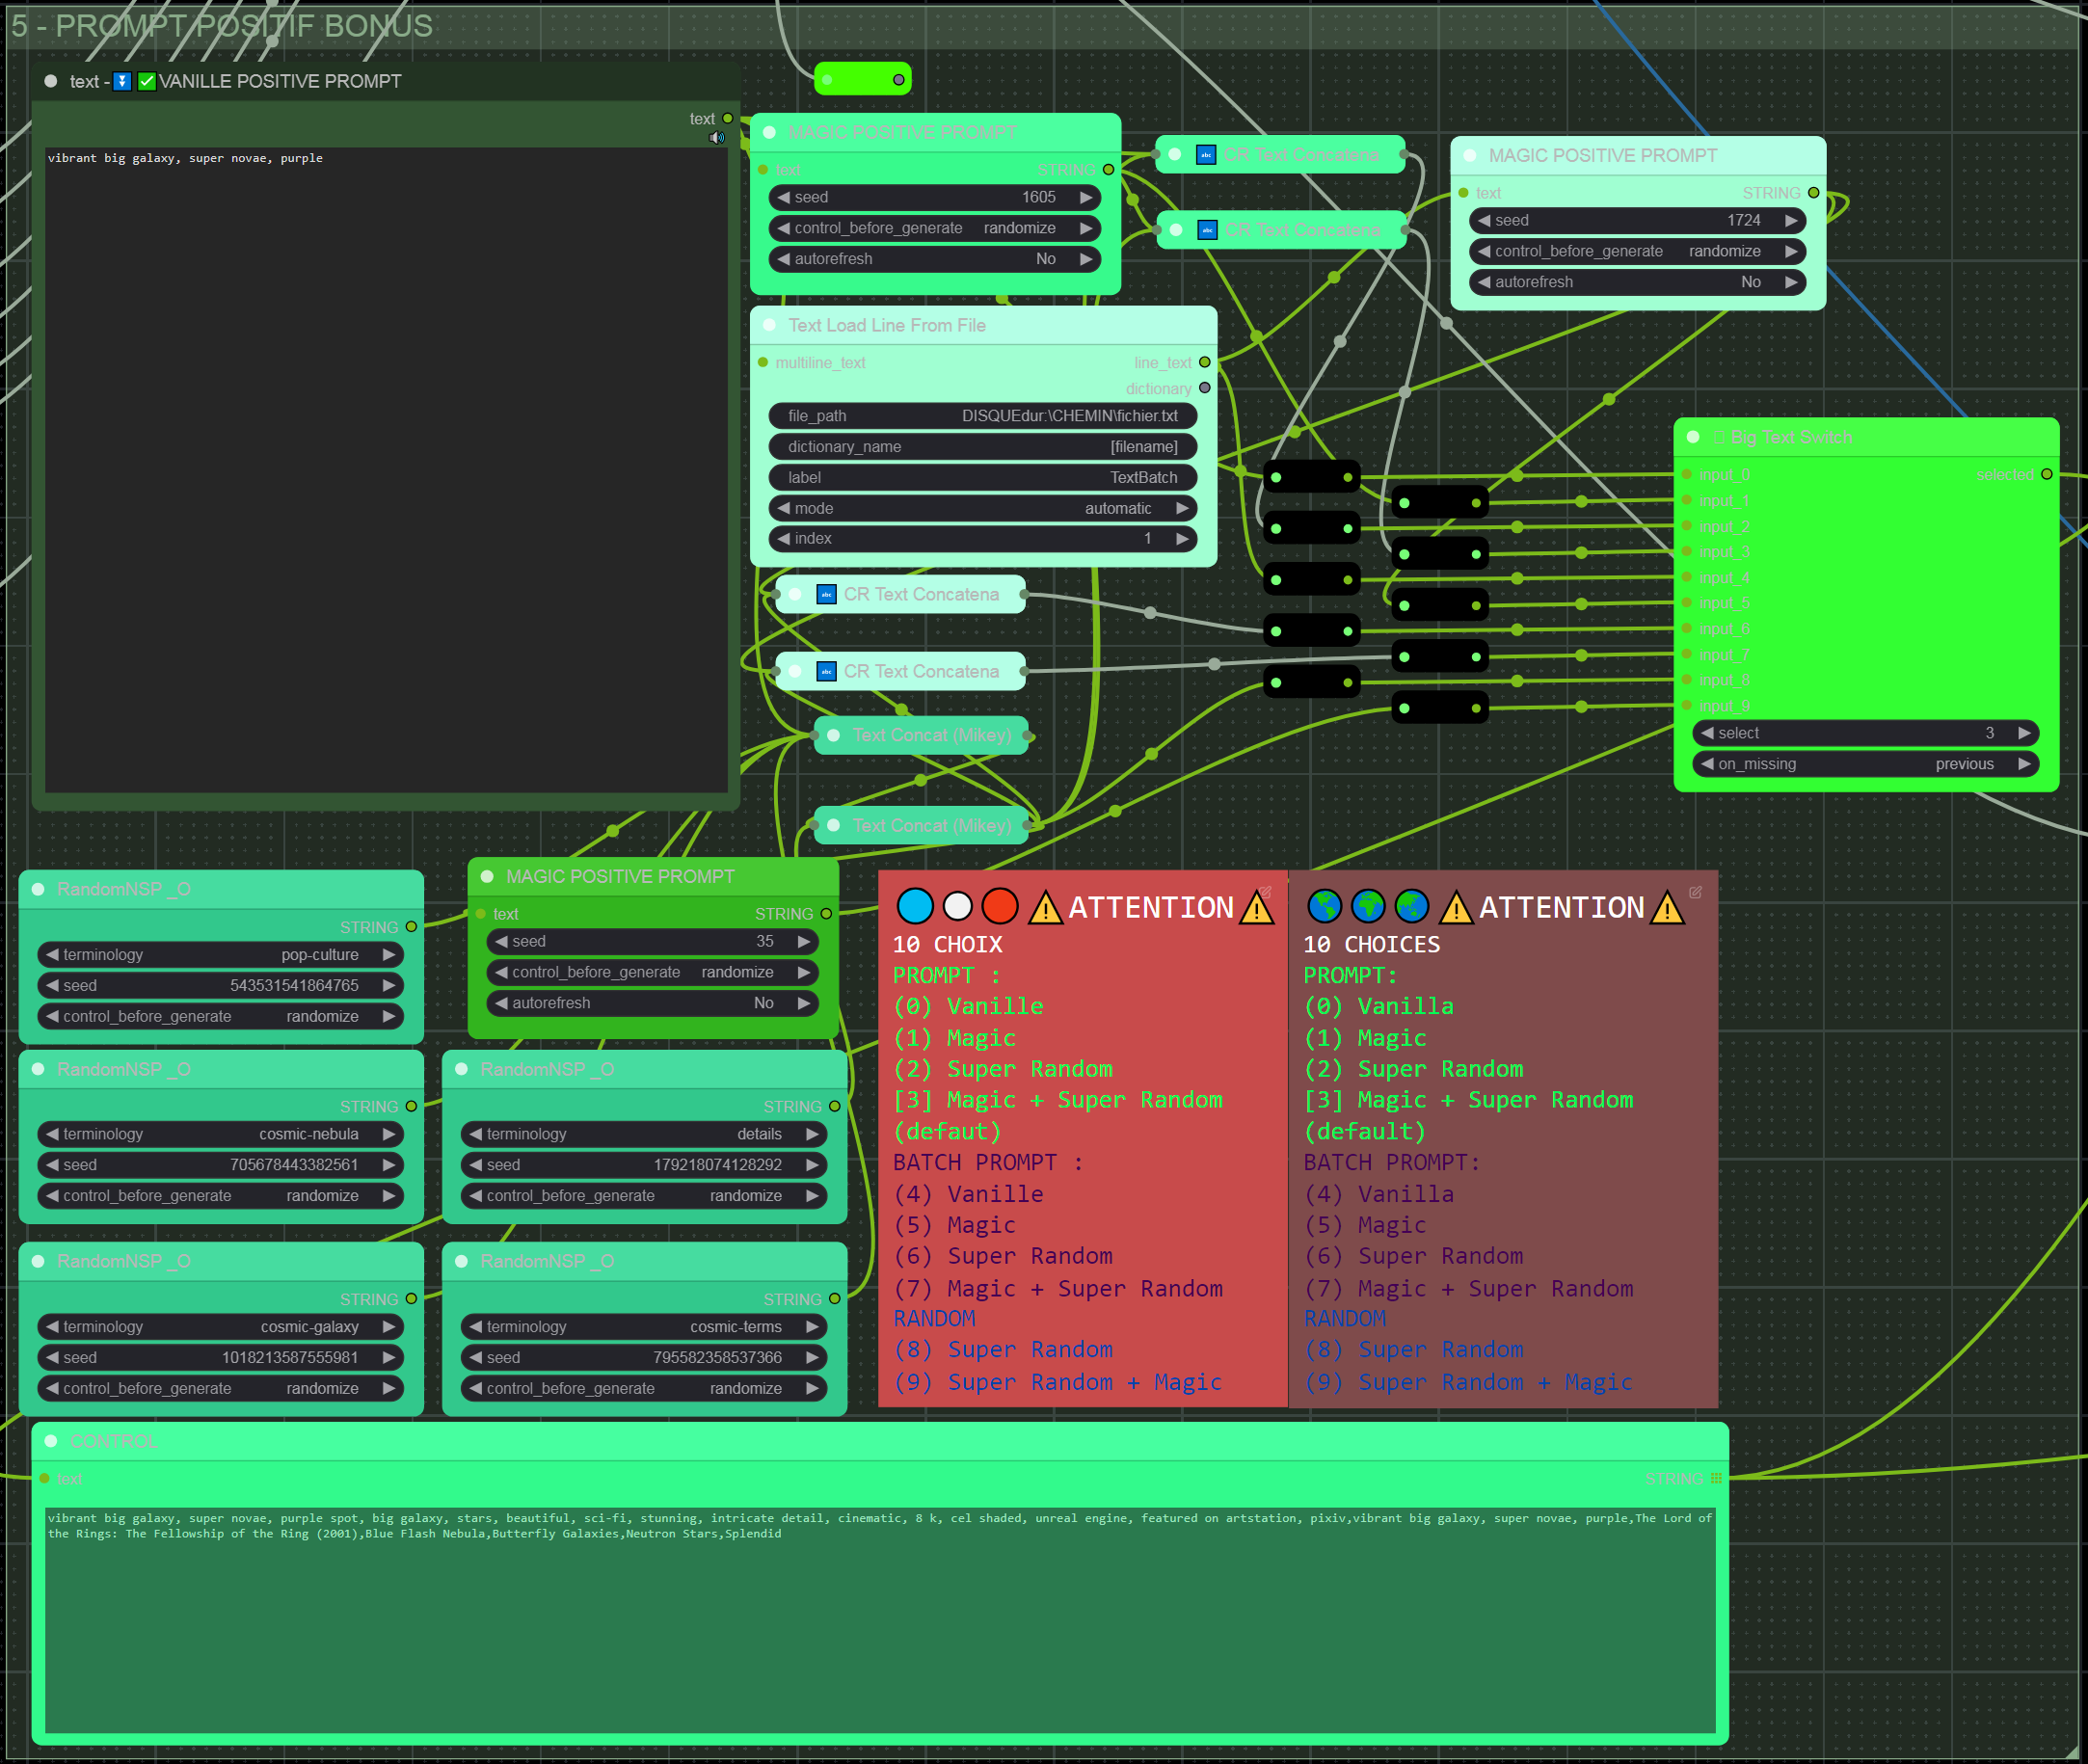 5 - PROMPT POSITIF BONUS
text - VANILLE POSITIVE PROMPT
text
vibrant big galaxy, super novae, purple
MAGIC POSITIVE PROMPT
text STRING
seed 1605
control_before_generate randomize
autorefresh No
CR Text Concatena
CR Text Concatena
MAGIC POSITIVE PROMPT
text STRING
seed 1724
control_before_generate randomize
autorefresh No
Text Load Line From File
multiline_text line_text
dictionary
file_path DISQUEdur:\CHEMIN\fichier.txt
dictionary_name [filename]
label TextBatch
mode automatic
index 1
CR Text Concatena
CR Text Concatena
Text Concat (Mikey)
Text Concat (Mikey)
Big Text Switch
input_0 selected
input_1
input_2
input_3
input_4
input_5
input_6
input_7
input_8
input_9
select 3
on_missing previous
RandomNSP _O
STRING
terminology pop-culture
seed 543531541864765
control_before_generate randomize
MAGIC POSITIVE PROMPT
text STRING
seed 35
control_before_generate randomize
autorefresh No
RandomNSP _O
STRING
terminology cosmic-nebula
seed 705678443382561
control_before_generate randomize
RandomNSP _O
STRING
terminology details
seed 179218074128292
control_before_generate randomize
RandomNSP _O
STRING
terminology cosmic-galaxy
seed 1018213587555981
control_before_generate randomize
RandomNSP _O
STRING
terminology cosmic-terms
seed 795582358537366
control_before_generate randomize
ATTENTION
10 CHOIX
PROMPT :
(0) Vanille
(1) Magic
(2) Super Random
[3] Magic + Super Random
(defaut)
BATCH PROMPT :
(4) Vanille
(5) Magic
(6) Super Random
(7) Magic + Super Random
RANDOM
(8) Super Random
(9) Super Random + Magic
ATTENTION
10 CHOICES
PROMPT:
(0) Vanilla
(1) Magic
(2) Super Random
[3] Magic + Super Random
(default)
BATCH PROMPT:
(4) Vanilla
(5) Magic
(6) Super Random
(7) Magic + Super Random
RANDOM
(8) Super Random
(9) Super Random + Magic
CONTROL
text STRING
vibrant big galaxy, super novae, purple spot, big galaxy, stars, beautiful, sci-fi, stunning, intricate detail, cinematic, 8 k, cel shaded, unreal engine, featured on artstation, pixiv,vibrant big galaxy, super novae, purple,The Lord of
the Rings: The Fellowship of the Ring (2001),Blue Flash Nebula,Butterfly Galaxies,Neutron Stars,Splendid